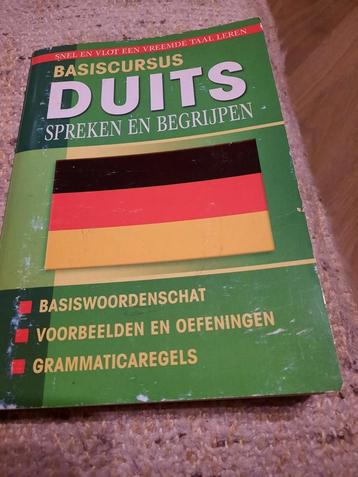 SNEL EN VLOT EEN VREEMDE TAAL LEREN
BASISCURSUS
DUITS
SPREKEN EN BEGRIJPEN
BASISWOORDENSCHAT
VOORBEELDEN EN OEFENINGEN
GRAMMATICAREGELS